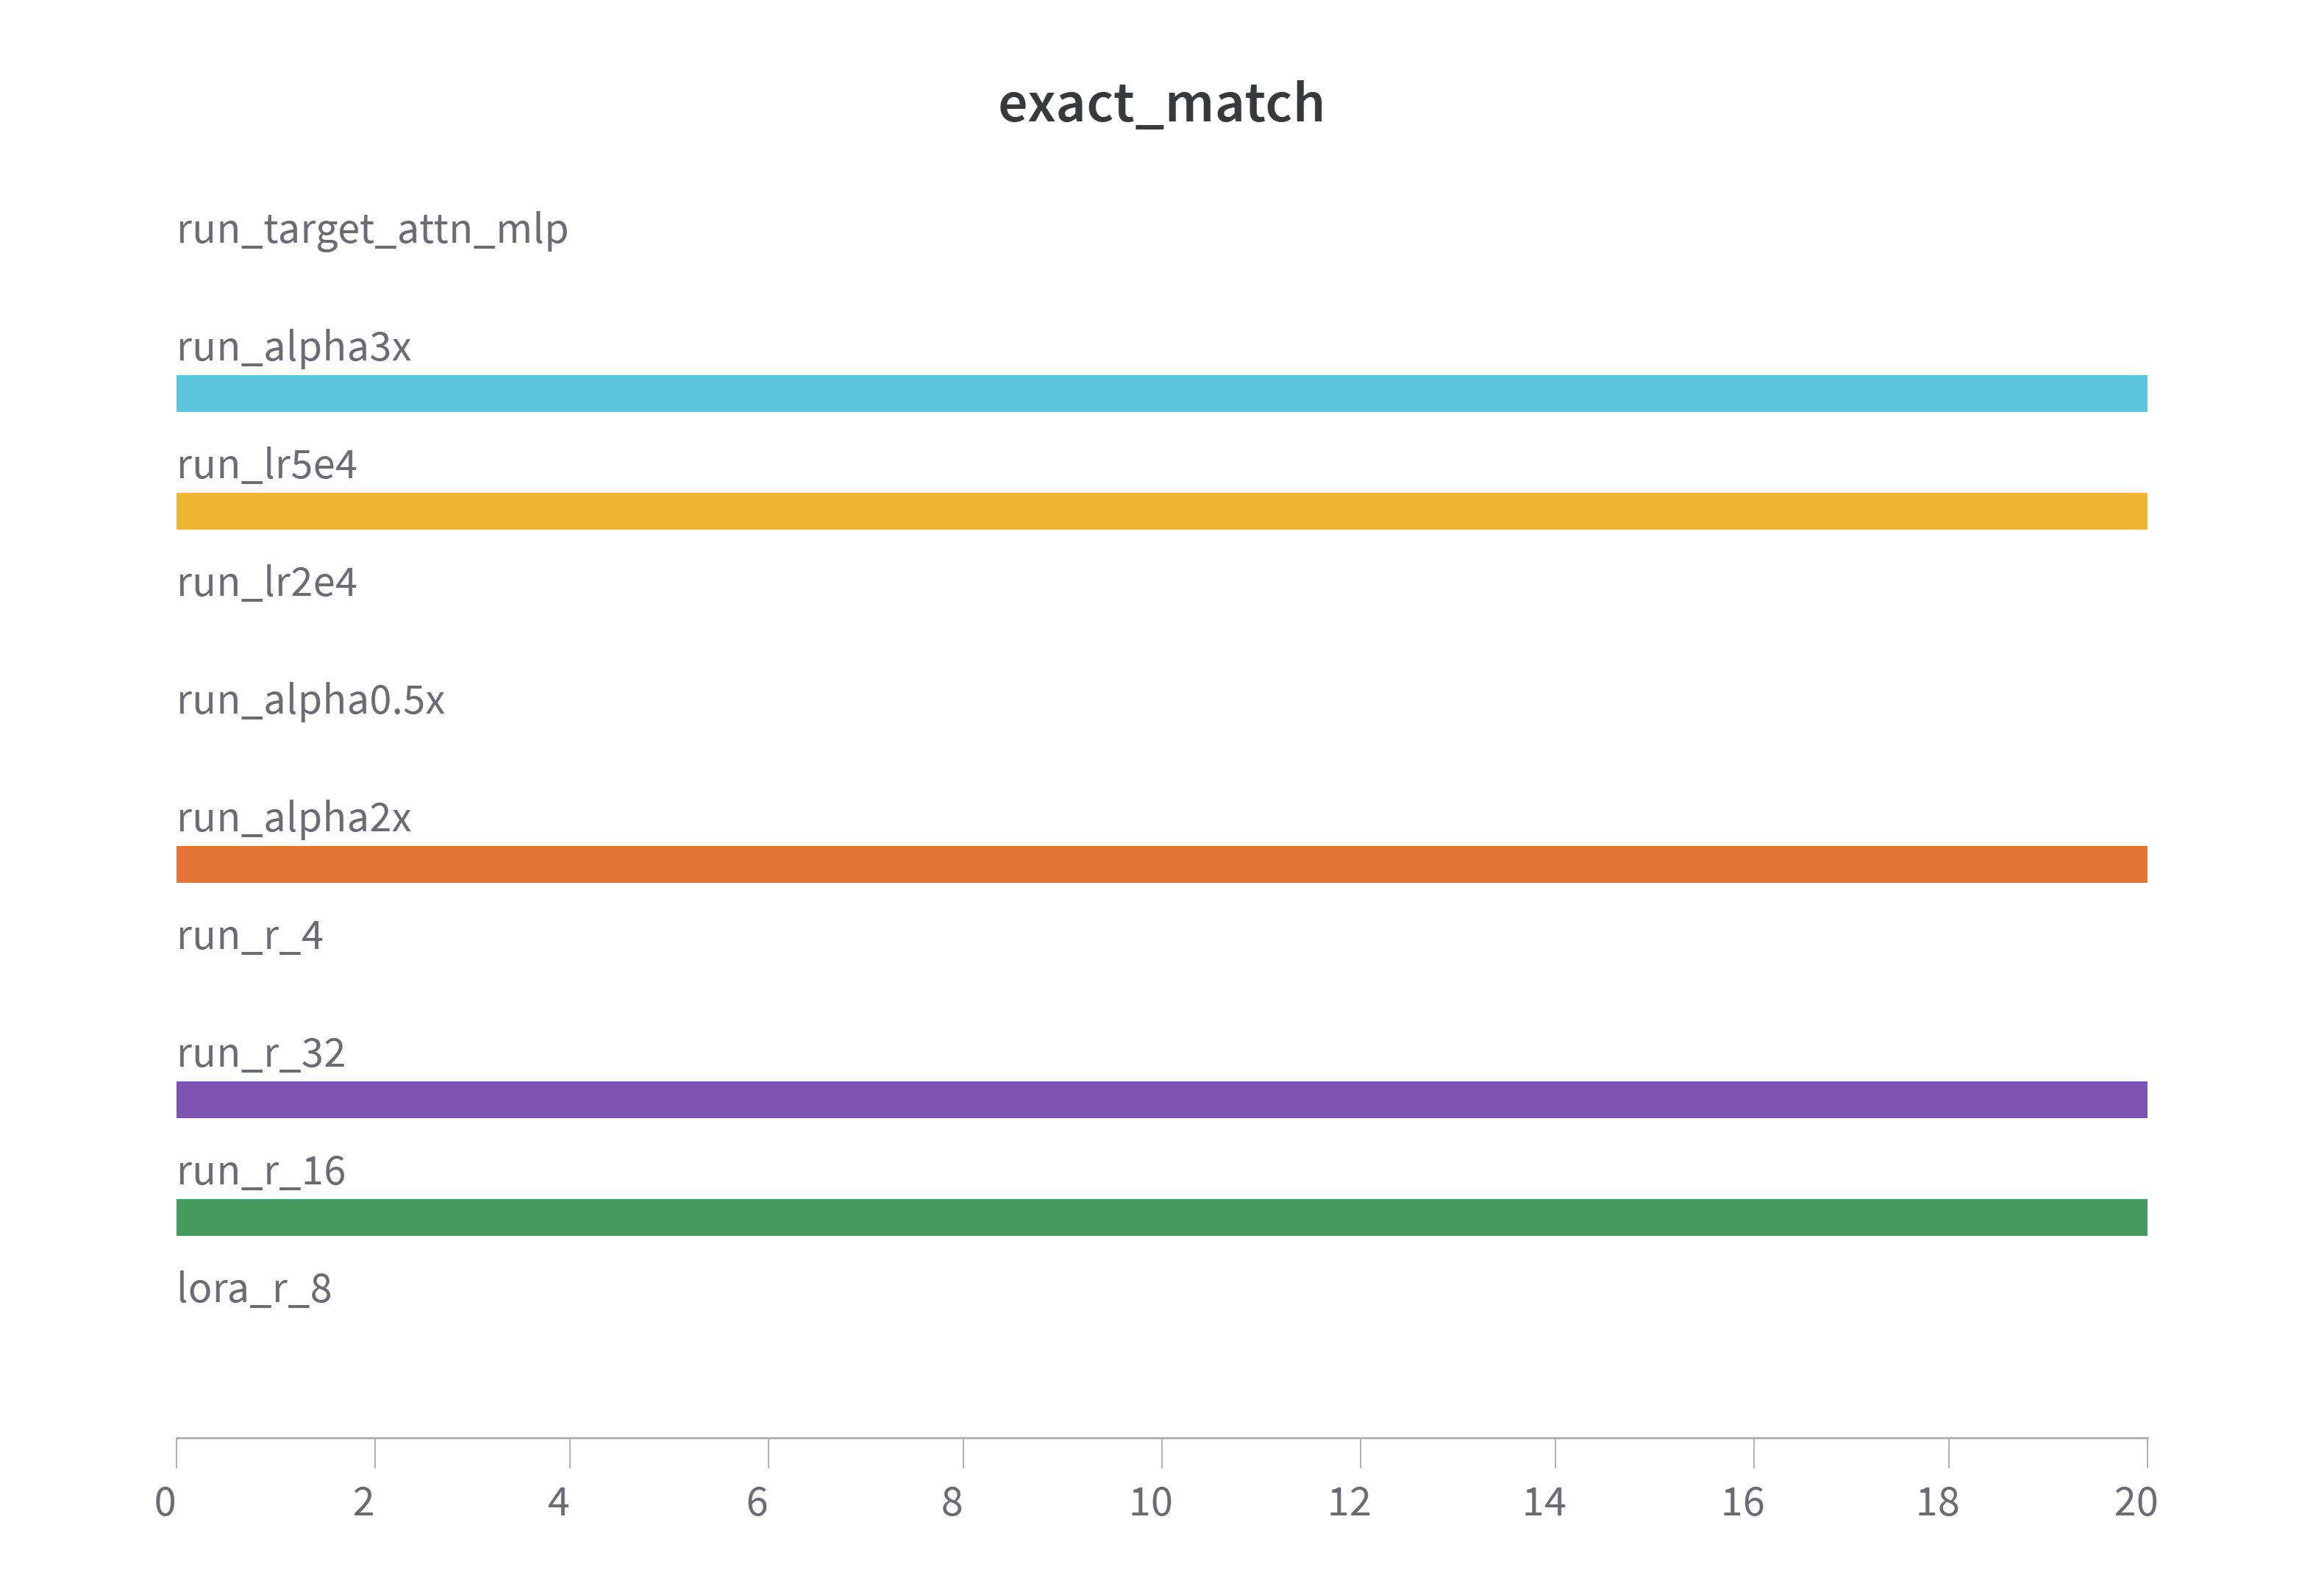 exact_match
run_target_attn_mlp
run_alpha3x
run_lr5e4
run_lr2e4
run_alpha0.5x
run_alpha2x
run_r_4
run_r_32
run_r_16
lora_r_8
0 2 4 6 8 10 12 14 16 18 20